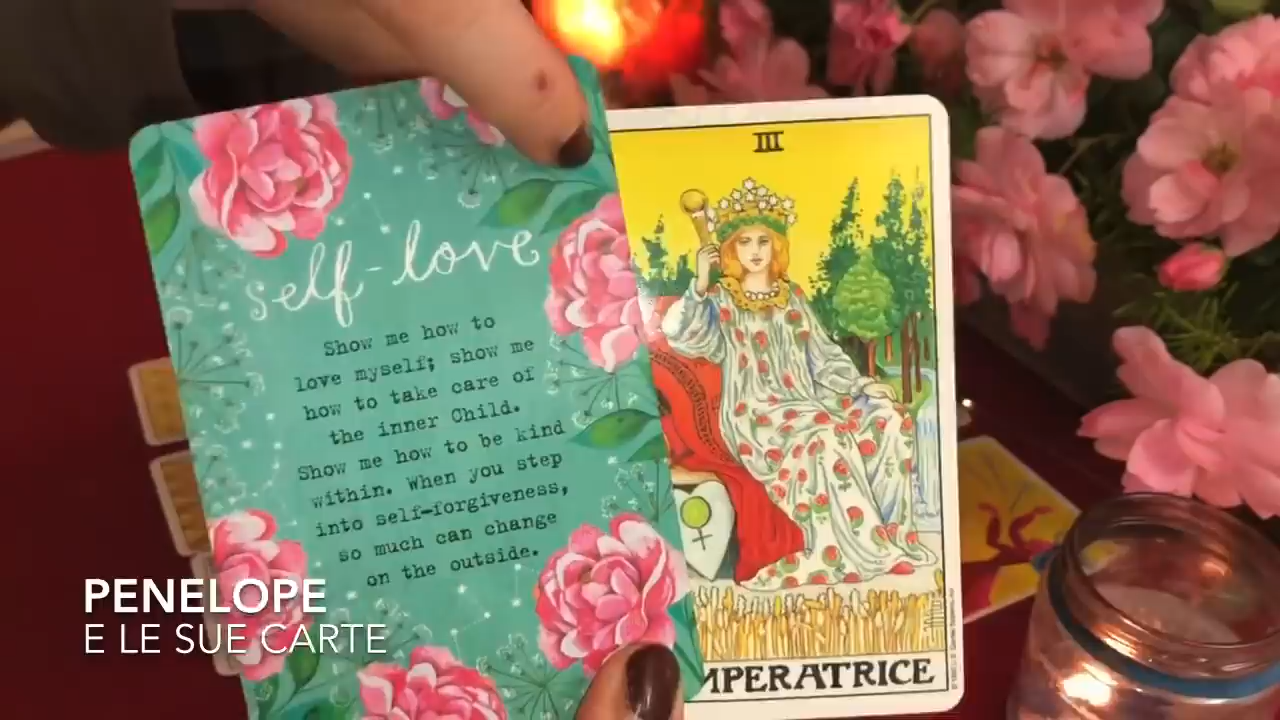 self-love
Show me how to
love myself; show me
how to take care of
the inner Child.
Show me how to be kind
within. When you step
into self-forgiveness,
so much can change
on the outside.
III
MPERATRICE
PENELOPE
E LE SUE CARTE